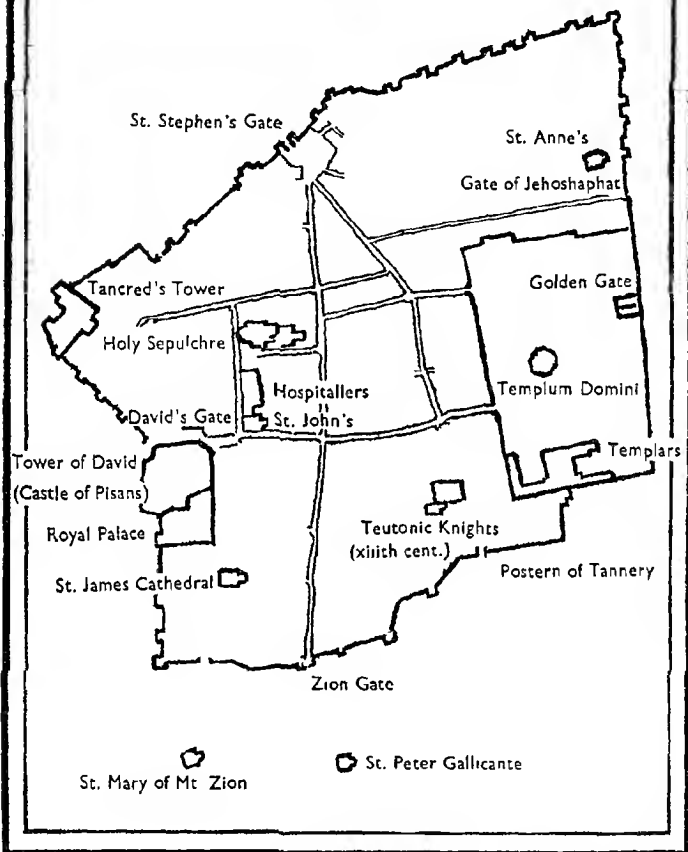 St. Stephen's Gate
St. Anne's
Gate of Jehoshaphat
Tancred's Tower
Golden Gate
Holy Sepulchre
Hospitallers
Templum Domini
David's Gate
St. John's
Tower of David
(Castle of Pisans)
Templars
Royal Palace
Teutonic Knights
(xiiith cent.)
Postern of Tannery
St. James Cathedral
Zion Gate
St. Mary of Mt Zion
St. Peter Gallicante